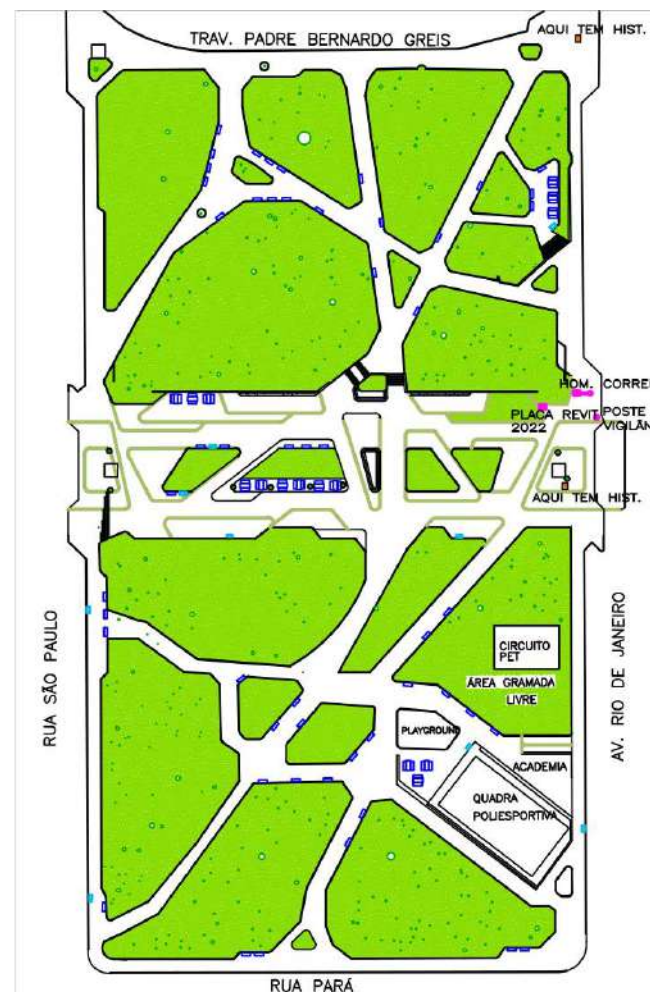 TRAV. PADRE BERNARDO GREIS
AQUI TEM HIST.
HOM. CORREI
PLACA REVIT.
2022
POSTE
VIGILÂN
AQUI TEM HIST.
RUA SÃO PAULO
AV. RIO DE JANEIRO
CIRCUITO
PET
ÁREA GRAMADA
LIVRE
PLAYGROUND
ACADEMIA
QUADRA
POLIESPORTIVA
RUA PARÁ